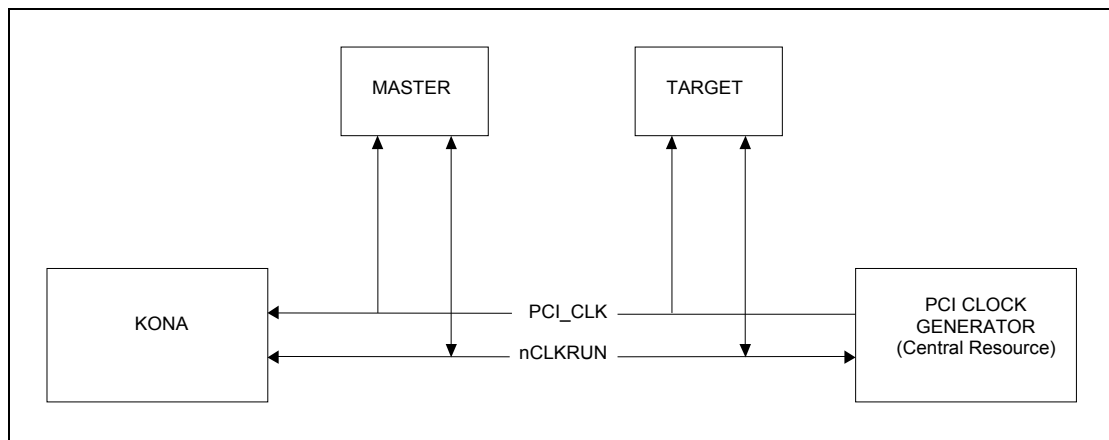 MASTER
TARGET
KONA
PCI_CLK
nCLKRUN
PCI CLOCK
GENERATOR
(Central Resource)